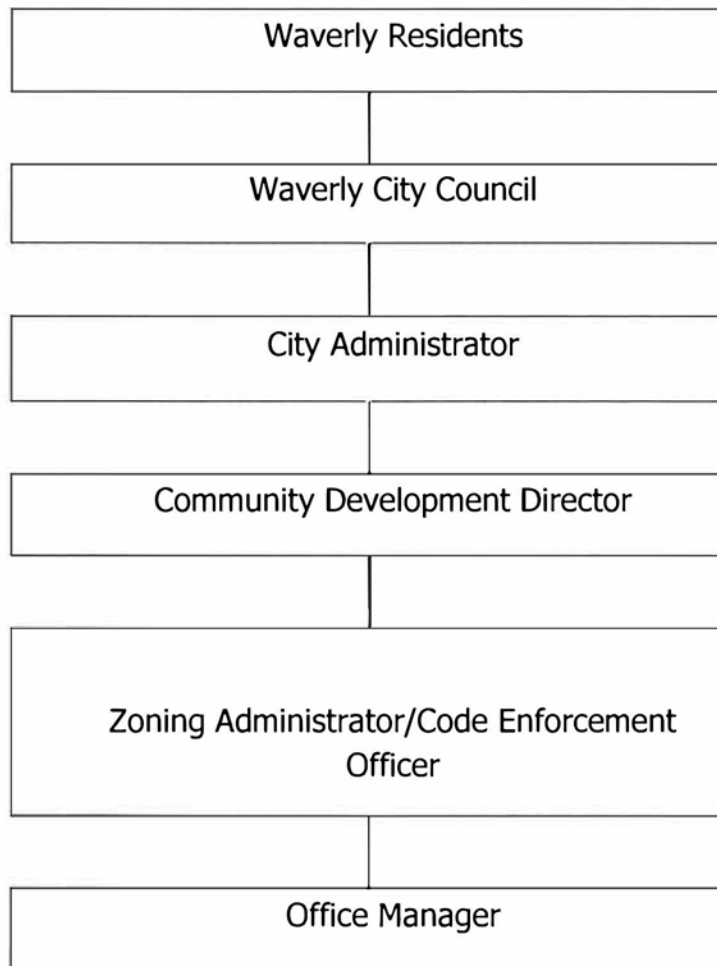 Waverly Residents
Waverly City Council
City Administrator
Community Development Director
Zoning Administrator/Code Enforcement
Officer
Office Manager